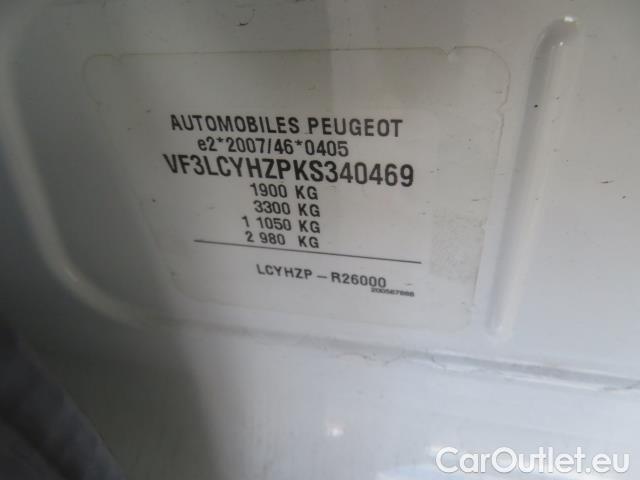 AUTOMOBILES PEUGEOT
e2*2007/46*0405
VF3LCYHZPKS340469
1900 KG
3300 KG
1 1050 KG
2 980 KG
LCYHZP - R26000
200567888
CarOutlet.eu